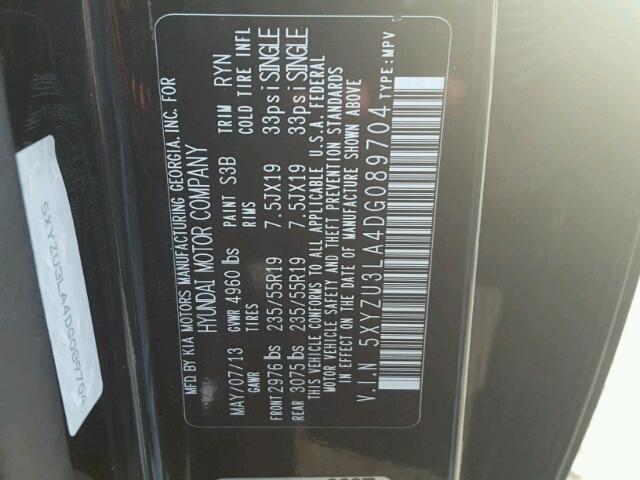 MFD BY KIA MOTORS MANUFACTURING GEORGIA, INC. FOR
HYUNDAI MOTOR COMPANY
MAY/07/13 GVWR 4960 lbs PAINT S3B TRIM RYN
GAWR TIRES RIMS COLD TIRE INFL
FRONT 2976 lbs 235/55R19 7.5JX19 33psi SINGLE
REAR 3075 lbs 235/55R19 7.5JX19 33psi SINGLE
THIS VEHICLE CONFORMS TO ALL APPLICABLE U.S.A. FEDERAL
MOTOR VEHICLE SAFETY AND THEFT PREVENTION STANDARDS
IN EFFECT ON THE DATE OF MANUFACTURE SHOWN ABOVE
V.I.N 5XYZU3LA4DG089704 TYPE:MPV
5XYZU3LA4DG089704